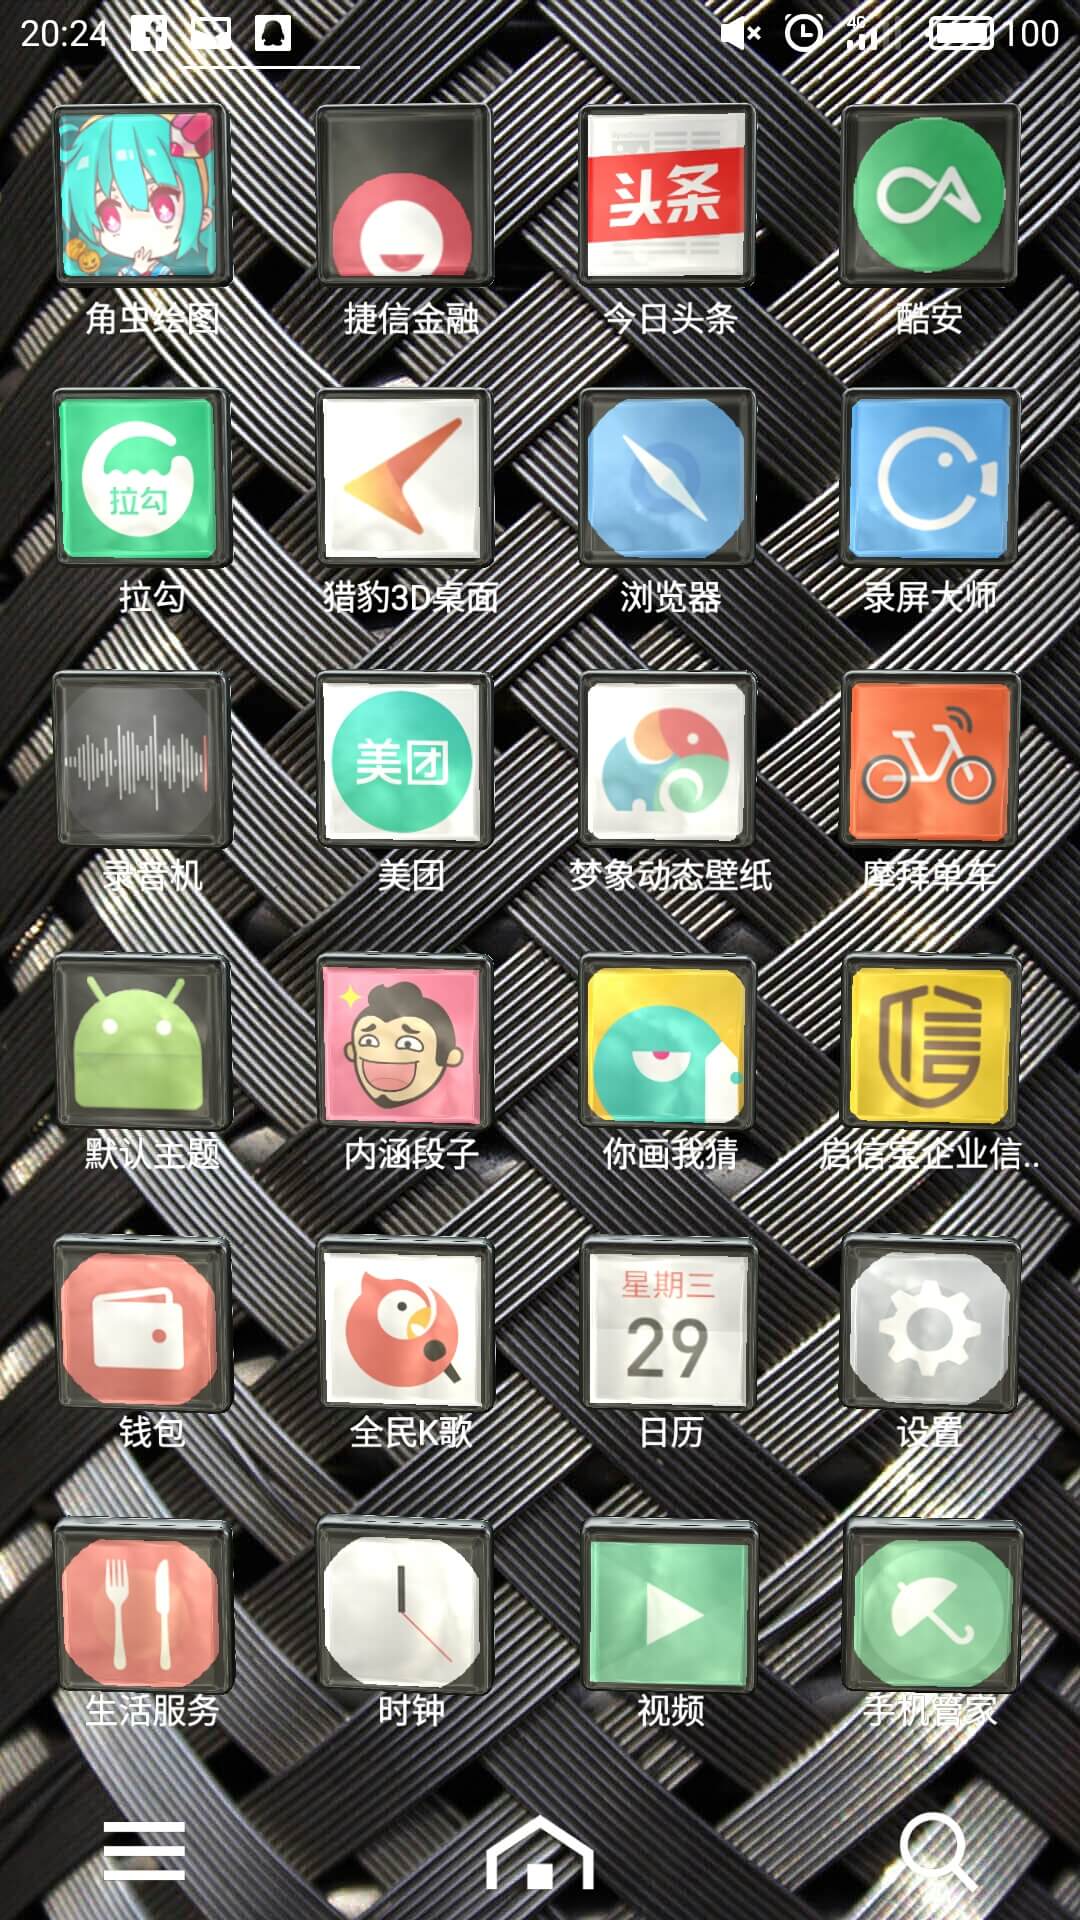 20:24
4G
100
头条
角虫绘图
捷信金融
今日头条
酷安
拉勾
拉勾
猎豹3D桌面
浏览器
录屏大师
美团
录音机
美团
梦象动态壁纸
摩拜单车
信
默认主题
内涵段子
你画我猜
启信宝企业信..
星期三
29
钱包
全民K歌
日历
设置
生活服务
时钟
视频
手机管家